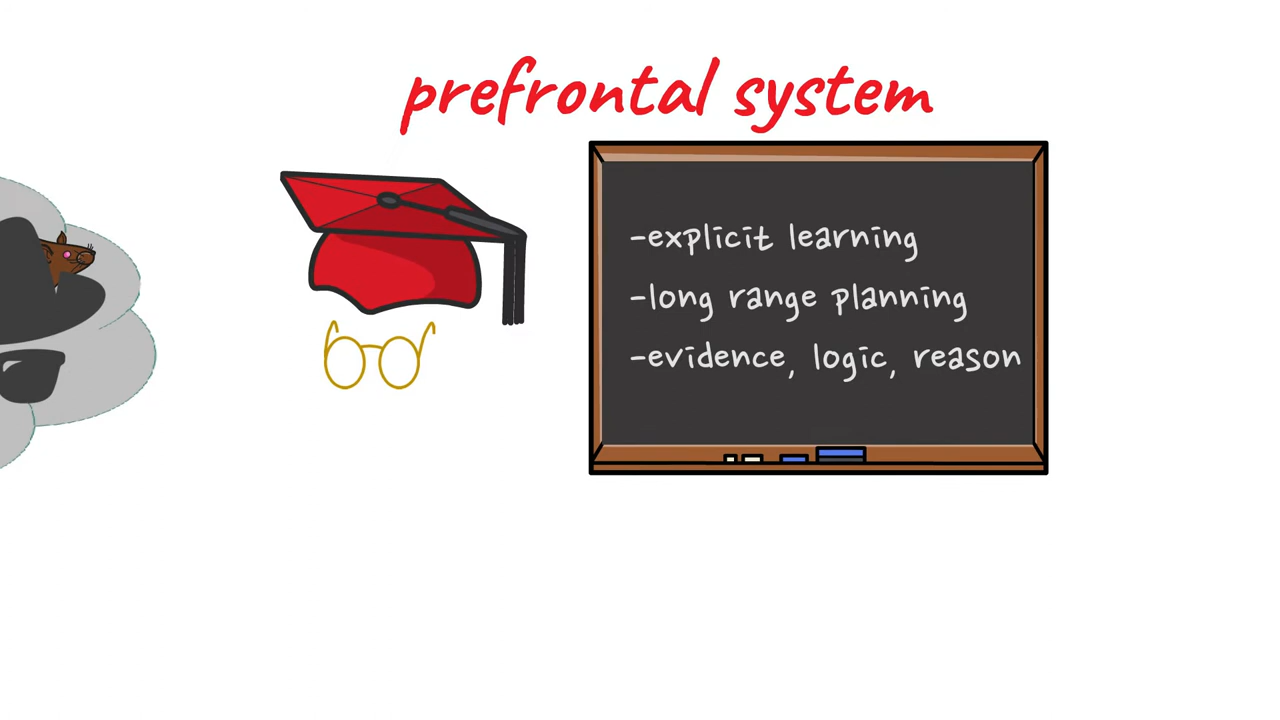 prefrontal system
-explicit learning
-long range planning
-evidence, logic, reason